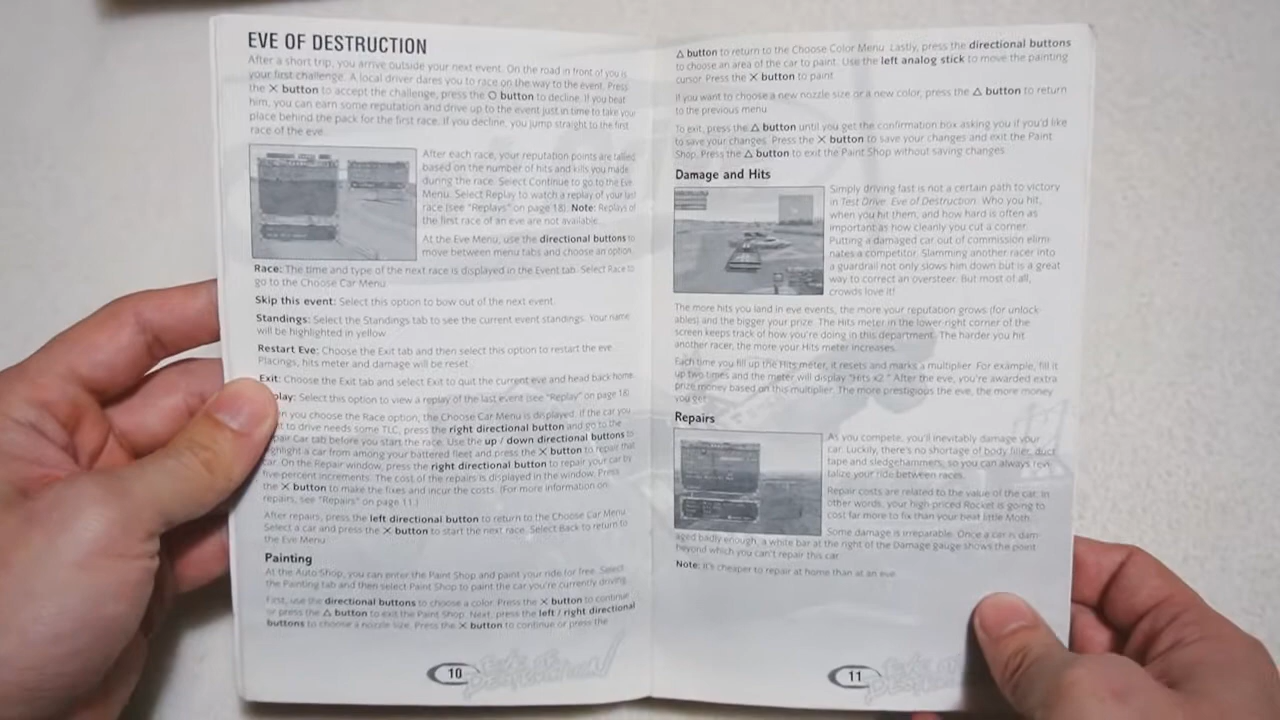 EVE OF DESTRUCTION
After a short trip, you arrive outside your next event. On the road in front of you is
your first challenge. A local driver dares you to race on the way to the event. Press
the ✕ button to accept the challenge, press the O button to decline. If you beat
him, you can earn some reputation and drive up to the event just in time to take your
place behind the pack for the first race. If you decline, you jump straight to the first
race of the eve.
After each race, your reputation points are tallied
based on the number of hits and kills you made
during the race. Select Continue to go to the Eve
Menu. Select Replay to watch a replay of your last
race (see "Replays" on page 18). Note: Replays of
the first race of an eve are not available.
At the Eve Menu, use the directional buttons to
move between menu tabs and choose an option.
Race: The time and type of the next race is displayed in the Event tab. Select Race to
go to the Choose Car Menu.
Skip this event: Select this option to bow out of the next event.
Standings: Select the Standings tab to see the current event standings. Your name
will be highlighted in yellow.
Restart Eve: Choose the Exit tab and then select this option to restart the eve.
Placings, hits meter and damage will be reset.
Exit: Choose the Exit tab and select Exit to quit the current eve and head back home.
play: Select this option to view a replay of the last event (see "Replay" on page 18).
n you choose the Race option, the Choose Car Menu is displayed. If the car you
t to drive needs some TLC, press the right directional button and go to the
pair Car tab before you start the race. Use the up / down directional buttons to
ghlight a car from among your battered fleet and press the ✕ button to repair that
car. On the Repair window, press the right directional button to repair your car by
five-percent increments. The cost of the repairs is displayed in the window. Press
the ✕ button to make the fixes and incur the costs. (For more information on
repairs, see "Repairs" on page 11.)
After repairs, press the left directional button to return to the Choose Car Menu.
Select a car and press the ✕ button to start the next race. Select Back to return to
the Eve Menu.
Painting
At the Auto Shop, you can enter the Paint Shop and paint your ride for free. Select
the Painting tab and then select Paint Shop to paint the car you're currently driving.
First, use the directional buttons to choose a color. Press the ✕ button to continue
or press the △ button to exit the Paint Shop. Next, press the left / right directional
buttons to choose a nozzle size. Press the ✕ button to continue or press the
10
△ button to return to the Choose Color Menu. Lastly, press the directional buttons
to choose an area of the car to paint. Use the left analog stick to move the painting
cursor. Press the ✕ button to paint.
If you want to choose a new nozzle size or a new color, press the △ button to return
to the previous menu.
To exit, press the △ button until you get the confirmation box asking you if you'd like
to save your changes. Press the ✕ button to save your changes and exit the Paint
Shop. Press the △ button to exit the Paint Shop without saving changes.
Damage and Hits
Simply driving fast is not a certain path to victory
in Test Drive: Eve of Destruction. Who you hit,
when you hit them, and how hard is often as
important as how cleanly you cut a corner.
Putting a damaged car out of commission elimi-
nates a competitor. Slamming another racer into
a guardrail not only slows him down but is a great
way to correct an oversteer. But most of all,
crowds love it!
The more hits you land in eve events, the more your reputation grows (for unlock-
ables) and the bigger your prize. The Hits meter in the lower-right corner of the
screen keeps track of how you're doing in this department. The harder you hit
another racer, the more your Hits meter increases.
Each time you fill up the Hits meter, it resets and marks a multiplier. For example, fill it
up two times and the meter will display "Hits x2." After the eve, you're awarded extra
prize money based on this multiplier. The more prestigious the eve, the more money
you get.
Repairs
As you compete, you'll inevitably damage your
car. Luckily, there's no shortage of body filler, duct
tape and sledgehammers, so you can always revi-
talize your ride between races.
Repair costs are related to the value of the car. In
other words, your high-priced Rocket is going to
cost far more to fix than your beat little Moth.
Some damage is irreparable. Once a car is dam-
aged badly enough, a white bar at the right of the Damage gauge shows the point
beyond which you can't repair this car.
Note: It's cheaper to repair at home than at an eve.
11